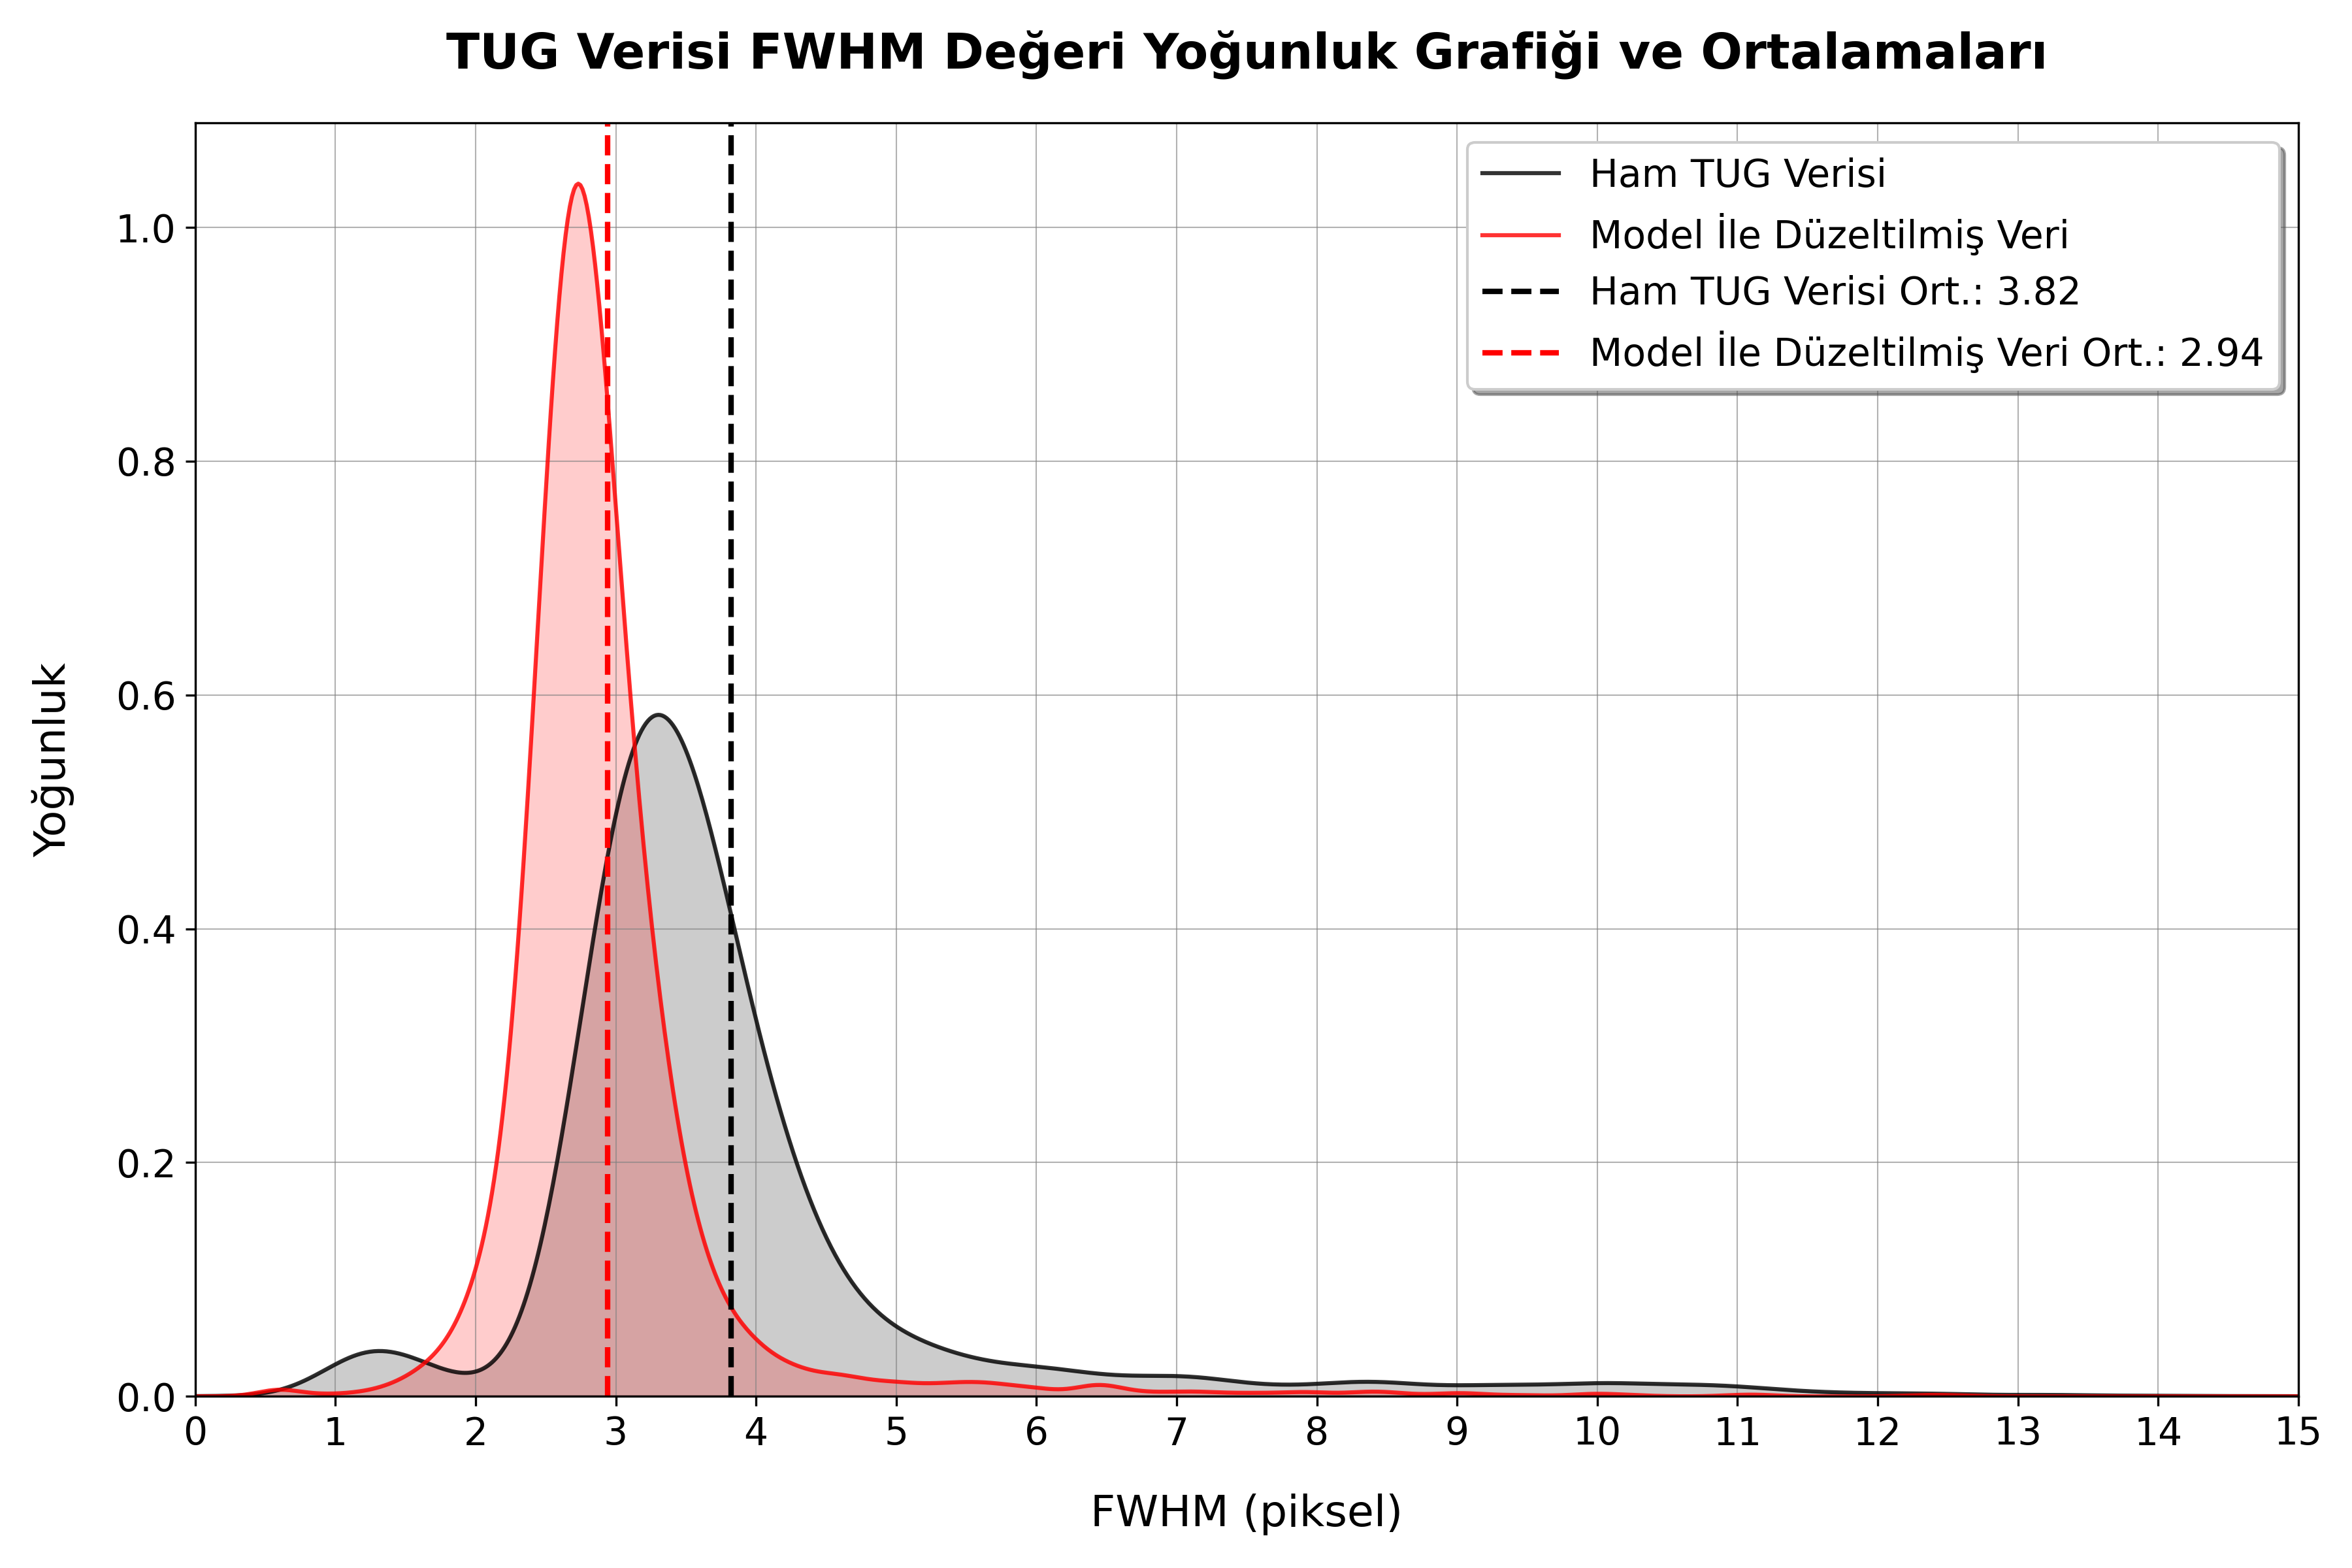 TUG Verisi FWHM Değeri Yoğunluk Grafiği ve Ortalamaları
Ham TUG Verisi
Model İle Düzeltilmiş Veri
Ham TUG Verisi Ort.: 3.82
Model İle Düzeltilmiş Veri Ort.: 2.94
Yoğunluk
1.0
0.8
0.6
0.4
0.2
0.0
0 1 2 3 4 5 6 7 8 9 10 11 12 13 14 15
FWHM (piksel)